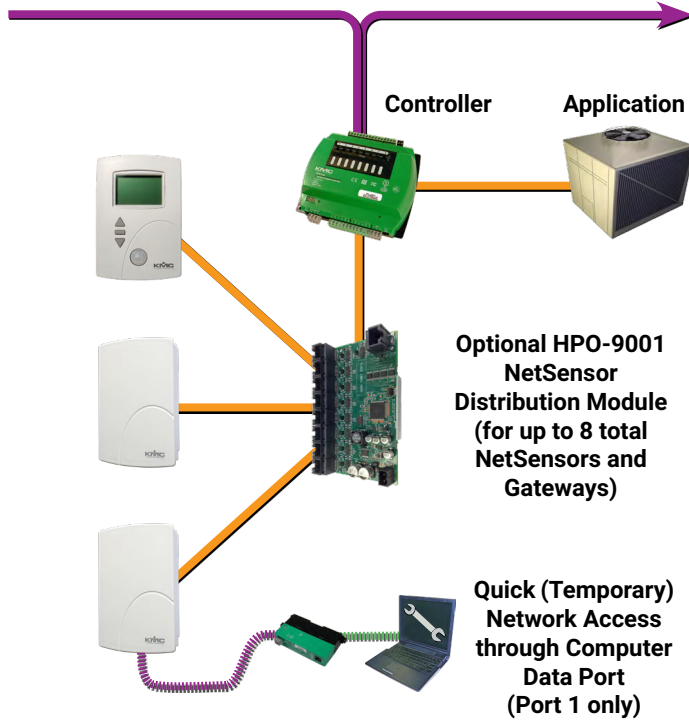 Controller
Application
KMC
KMC
Optional HPO-9001
NetSensor
Distribution Module
(for up to 8 total
NetSensors and
Gateways)
KMC
KMC
Quick (Temporary)
Network Access
through Computer
Data Port
(Port 1 only)